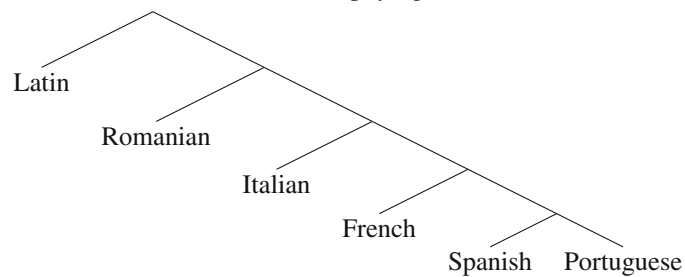 Latin
Romanian
Italian
French
Spanish Portuguese